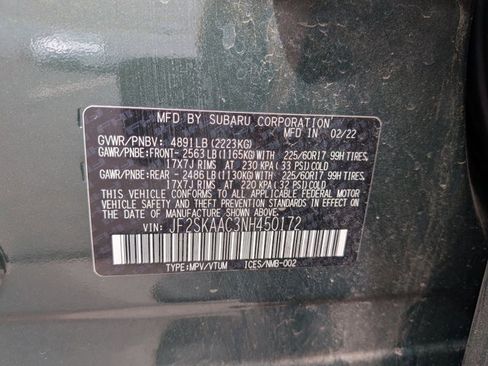 MFD BY SUBARU CORPORATION
MFD IN 02/22
GVWR/PNBV: 4891LB (2223KG)
GAWR/PNBE:FRONT- 2563 LB (1165KG) WITH 225/60R17 99H TIRES,
17X7J RIMS AT 230 KPA ( 33 PSI) COLD
GAWR/PNBE:REAR - 2486 LB (1130KG) WITH 225/60R17 99H TIRES,
17X7J RIMS AT 220 KPA ( 32 PSI) COLD
THIS VEHICLE CONFORMS TO ALL APPLICABLE FEDERAL MOTOR
VEHICLE SAFETY AND THEFT PREVENTION STANDARDS IN EFFECT
ON THE DATE OF MANUFACTURE SHOWN ABOVE.
VIN: JF2SKAAC3NH450172
TYPE:MPV/VTUM ICES/NMB-002